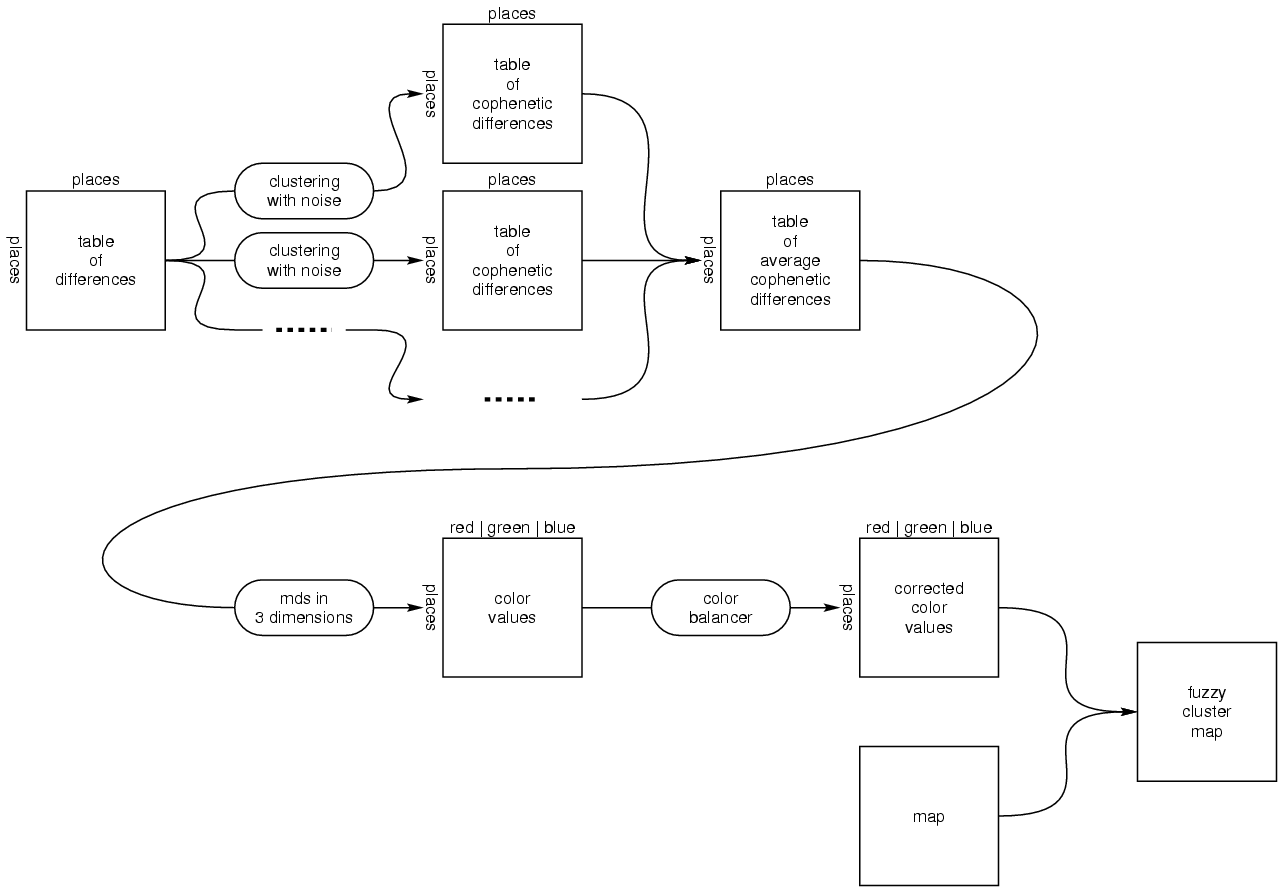 places
places
table
of
cophenetic
differences
places
places
table
of
differences
clustering
with noise
clustering
with noise
places
places
table
of
cophenetic
differences
places
places
table
of
average
cophenetic
differences
mds in
3 dimensions
red | green | blue
places
color
values
color
balancer
red | green | blue
places
corrected
color
values
fuzzy
cluster
map
map